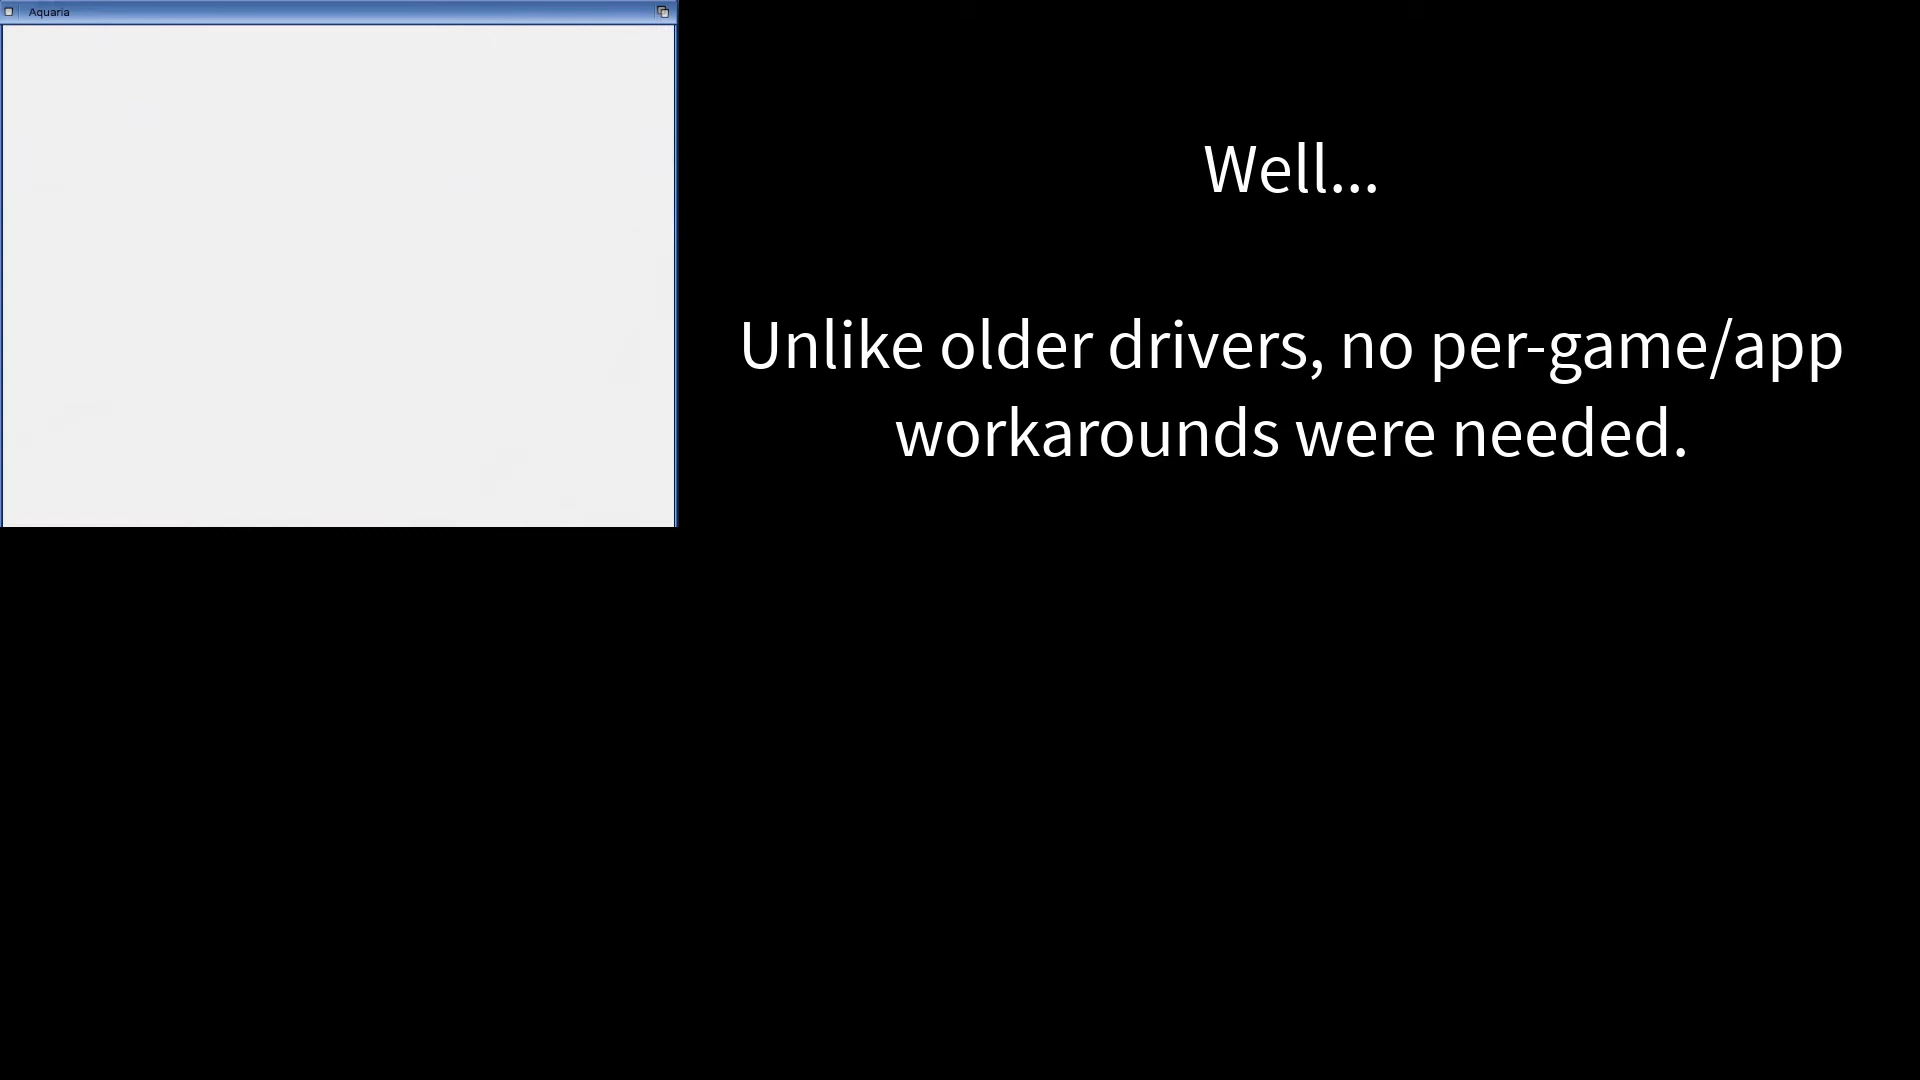 Aquaria
Well...
Unlike older drivers, no per-game/app
workarounds were needed.